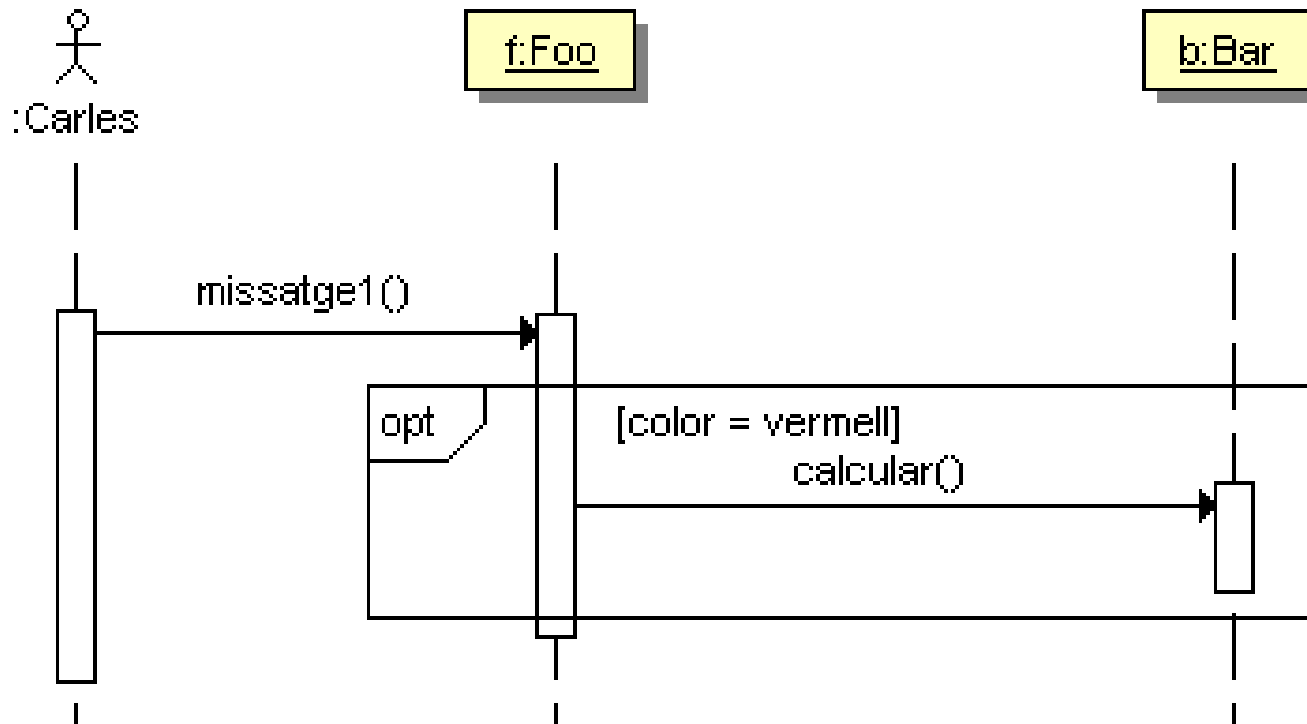 :Carles
f:Foo
b:Bar
missatge1()
opt
[color = vermell]
calcular()